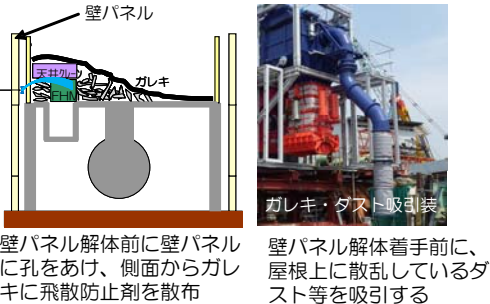 壁パネル
天井クレーン
ガレキ
FHM
ガレキ・ダスト吸引装
壁パネル解体前に壁パネル
に孔をあけ、側面からガレ
キに飛散防止剤を散布
壁パネル解体着手前に、
屋根上に散乱しているダ
スト等を吸引する